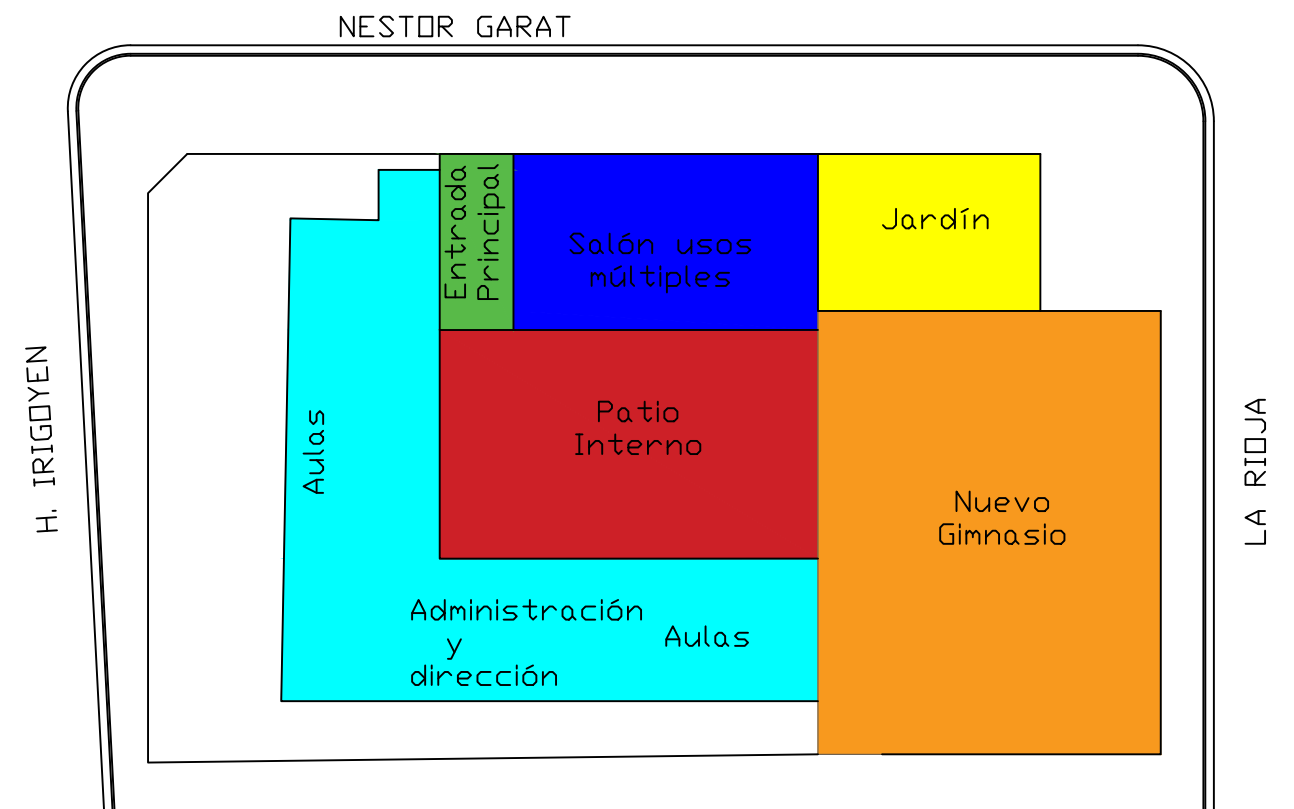 NESTOR GARAT
Entrada
Principal
Salón usos
múltiples
Jardín
H. IRIGOYEN
Aulas
Patio
Interno
LA RIOJA
Nuevo
Gimnasio
Administración
y
dirección
Aulas